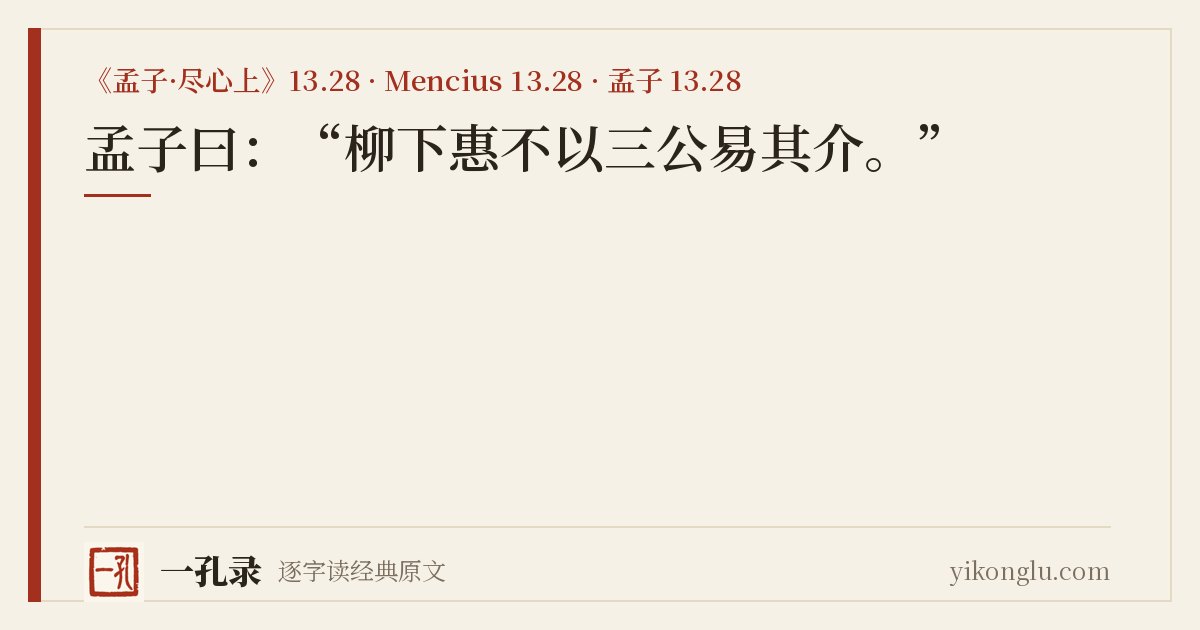 《孟子·尽心上》13.28 · Mencius 13.28 · 孟子 13.28
孟子曰：“柳下惠不以三公易其介。”
一孔
一孔录 逐字读经典原文
yikonglu.com